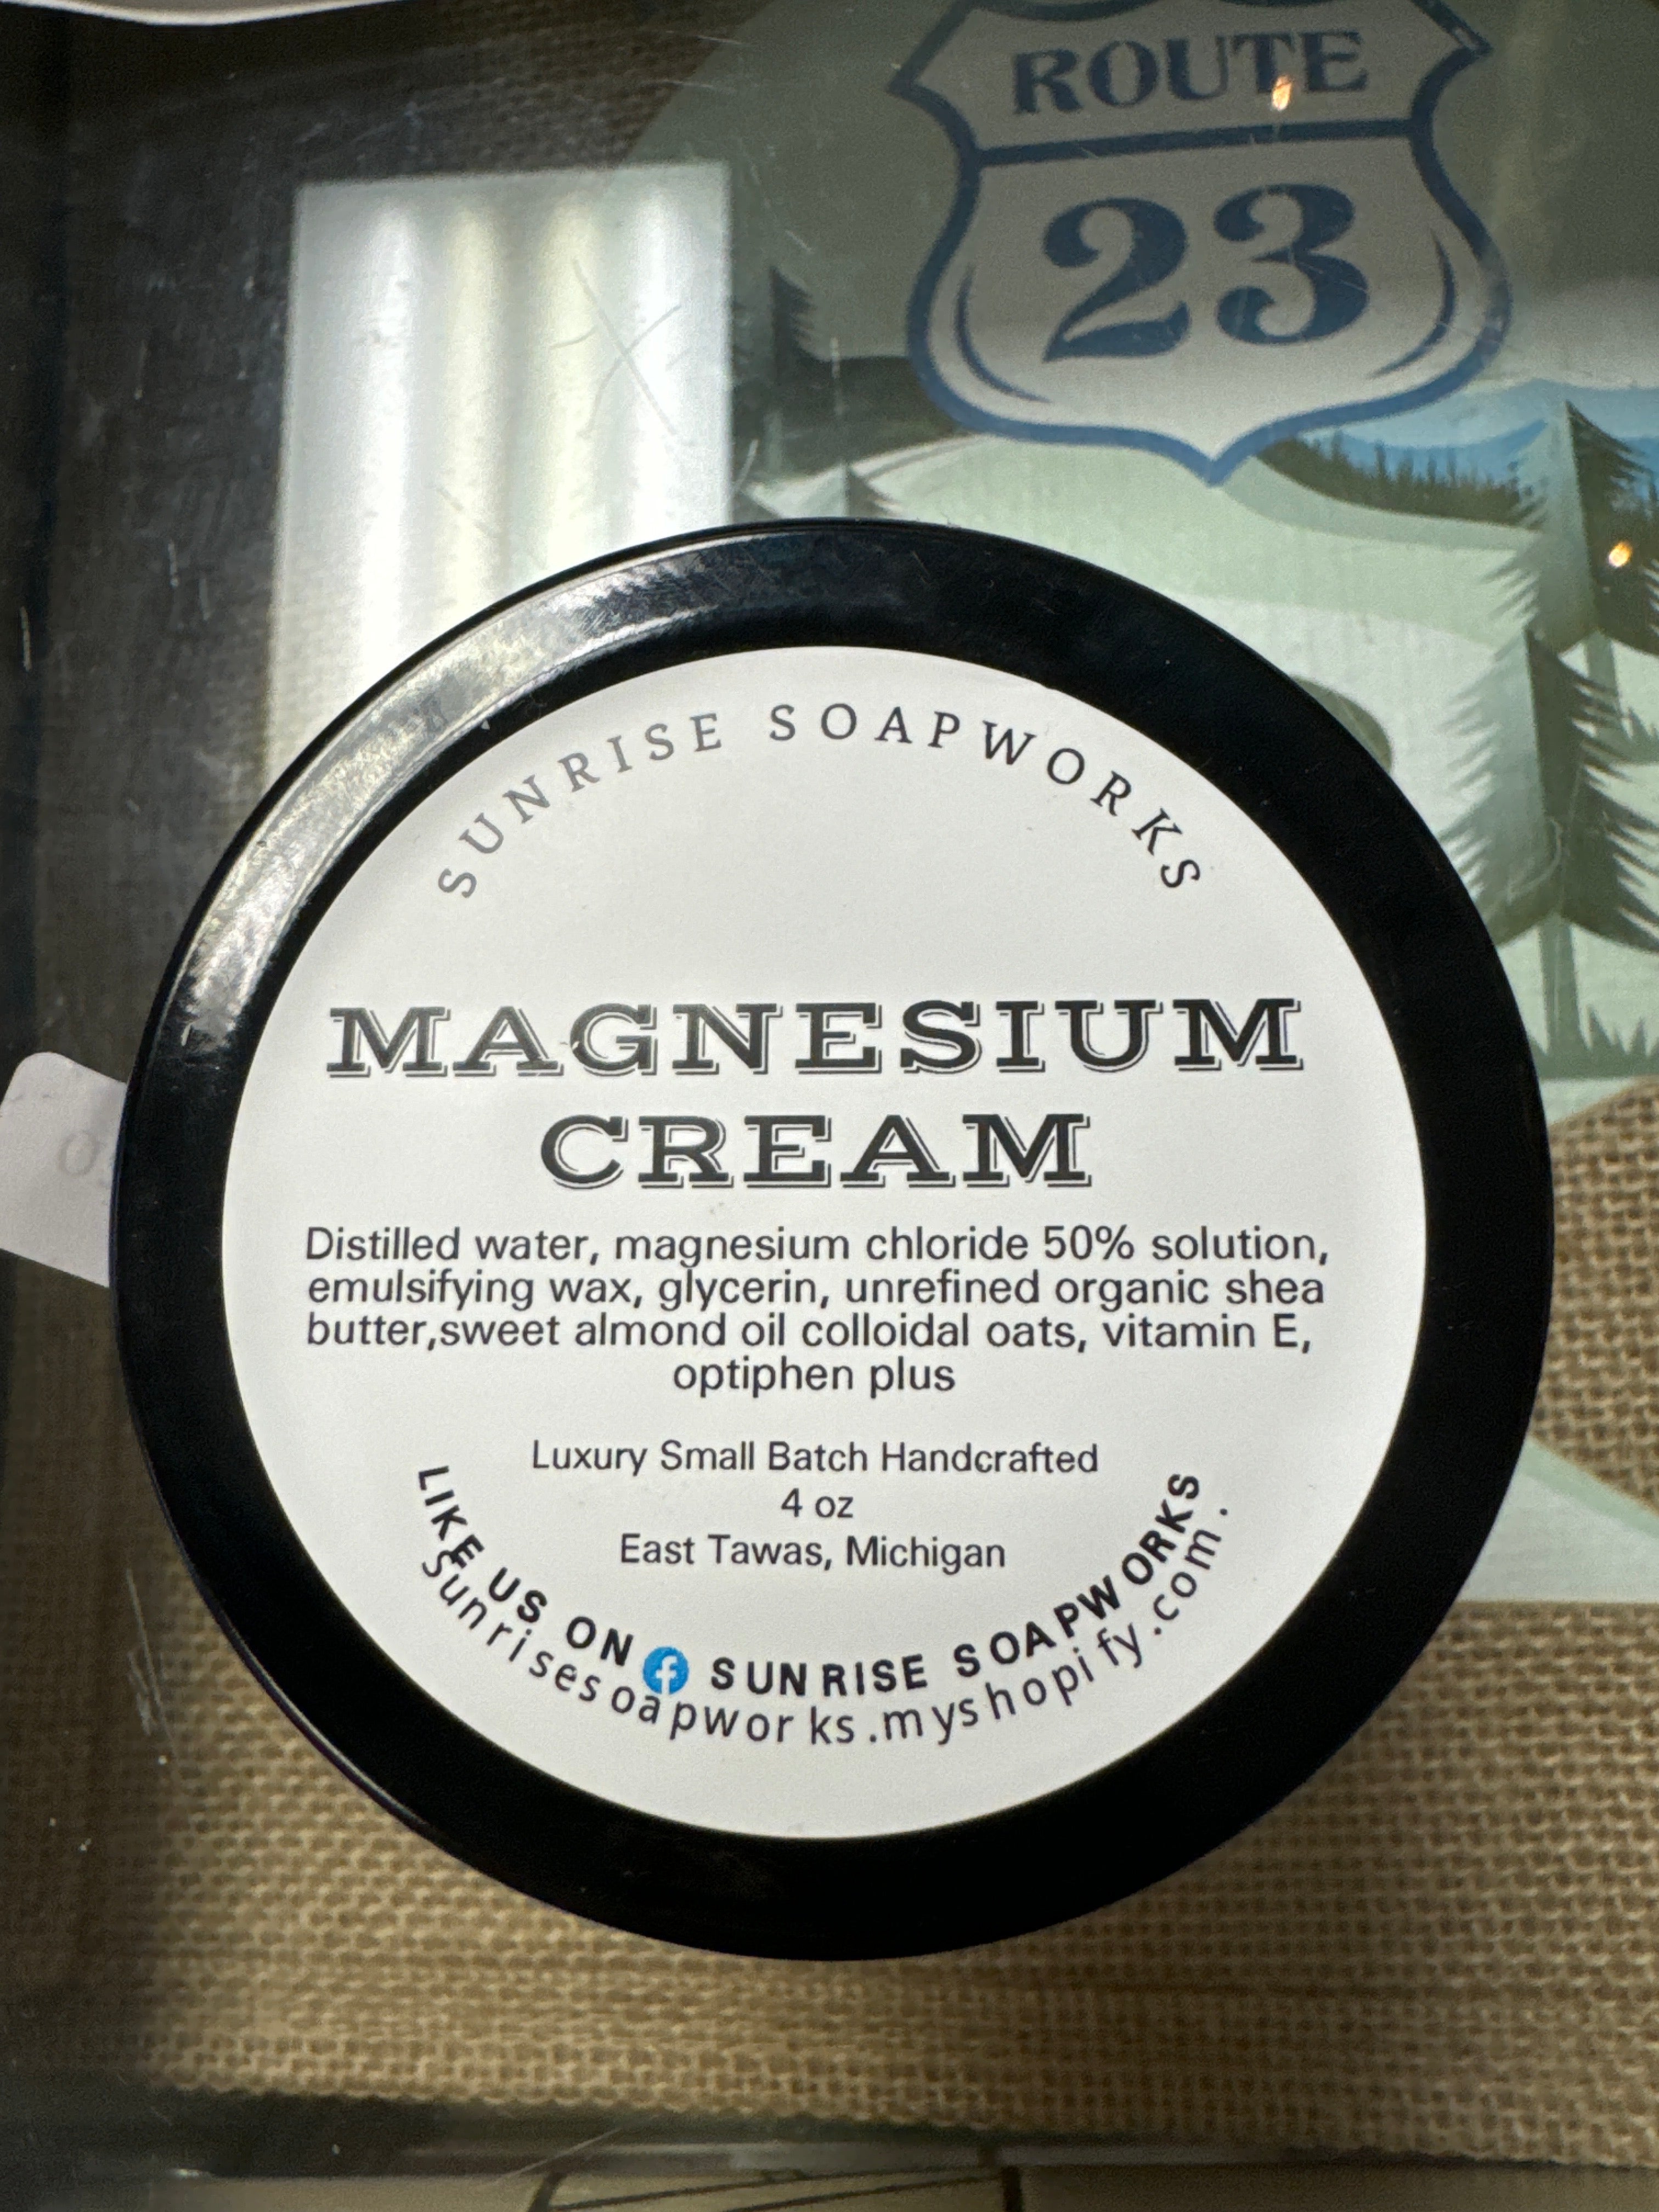 ROUTE
23
SUNRISE SOAPWORKS
MAGNESIUM
CREAM
Distilled water, magnesium chloride 50% solution,
emulsifying wax, glycerin, unrefined organic shea
butter,sweet almond oil colloidal oats, vitamin E,
optiphen plus
Luxury Small Batch Handcrafted
4 oz
East Tawas, Michigan
LIKE US ON SUNRISE SOAPWORKS
Sunrisesoapworks.myshopify.com.